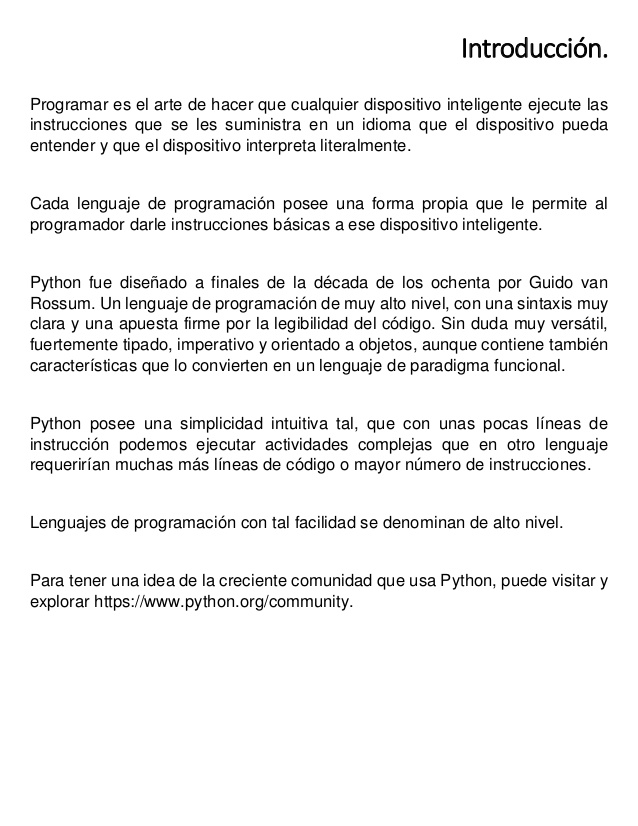 Introducción.
Programar es el arte de hacer que cualquier dispositivo inteligente ejecute las
instrucciones que se les suministra en un idioma que el dispositivo pueda
entender y que el dispositivo interpreta literalmente.
Cada lenguaje de programación posee una forma propia que le permite al
programador darle instrucciones básicas a ese dispositivo inteligente.
Python fue diseñado a finales de la década de los ochenta por Guido van
Rossum. Un lenguaje de programación de muy alto nivel, con una sintaxis muy
clara y una apuesta firme por la legibilidad del código. Sin duda muy versátil,
fuertemente tipado, imperativo y orientado a objetos, aunque contiene también
características que lo convierten en un lenguaje de paradigma funcional.
Python posee una simplicidad intuitiva tal, que con unas pocas líneas de
instrucción podemos ejecutar actividades complejas que en otro lenguaje
requerirían muchas más líneas de código o mayor número de instrucciones.
Lenguajes de programación con tal facilidad se denominan de alto nivel.
Para tener una idea de la creciente comunidad que usa Python, puede visitar y
explorar https://www.python.org/community.